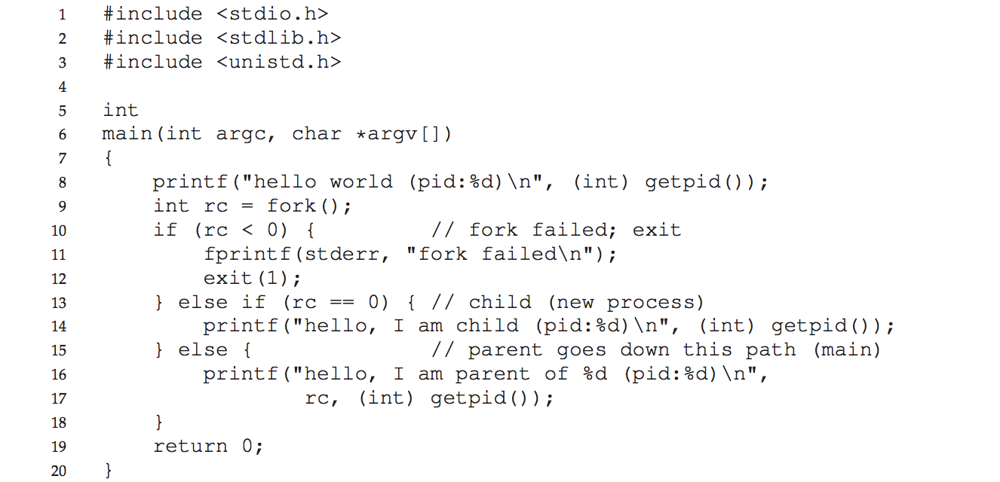 1 #include <stdio.h>
2 #include <stdlib.h>
3 #include <unistd.h>
4
5 int
6 main(int argc, char *argv[])
7 {
8     printf("hello world (pid:%d)\n", (int) getpid());
9     int rc = fork();
10     if (rc < 0) {         // fork failed; exit
11         fprintf(stderr, "fork failed\n");
12         exit(1);
13     } else if (rc == 0) { // child (new process)
14         printf("hello, I am child (pid:%d)\n", (int) getpid());
15     } else {              // parent goes down this path (main)
16         printf("hello, I am parent of %d (pid:%d)\n",
17                 rc, (int) getpid());
18     }
19     return 0;
20 }